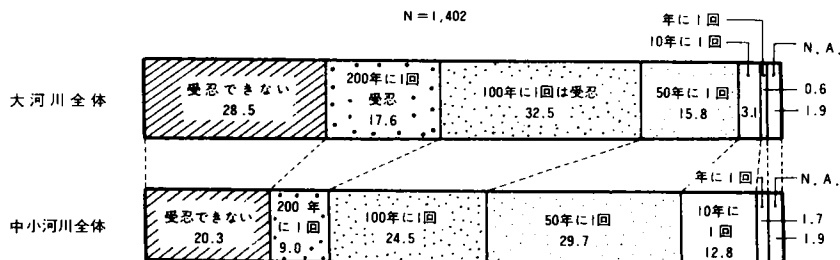 N=1,402
年に1回
10年に1回
N.A.
大河川全体
受忍できない
28.5
200年に1回
受忍
17.6
100年に1回は受忍
32.5
50年に1回
15.8
3.1
0.6
1.9
年に1回
N.A.
中小河川全体
受忍できない
20.3
200年
に1回
9.0
100年に1回
24.5
50年に1回
29.7
10年に
1回
12.8
1.7
1.9